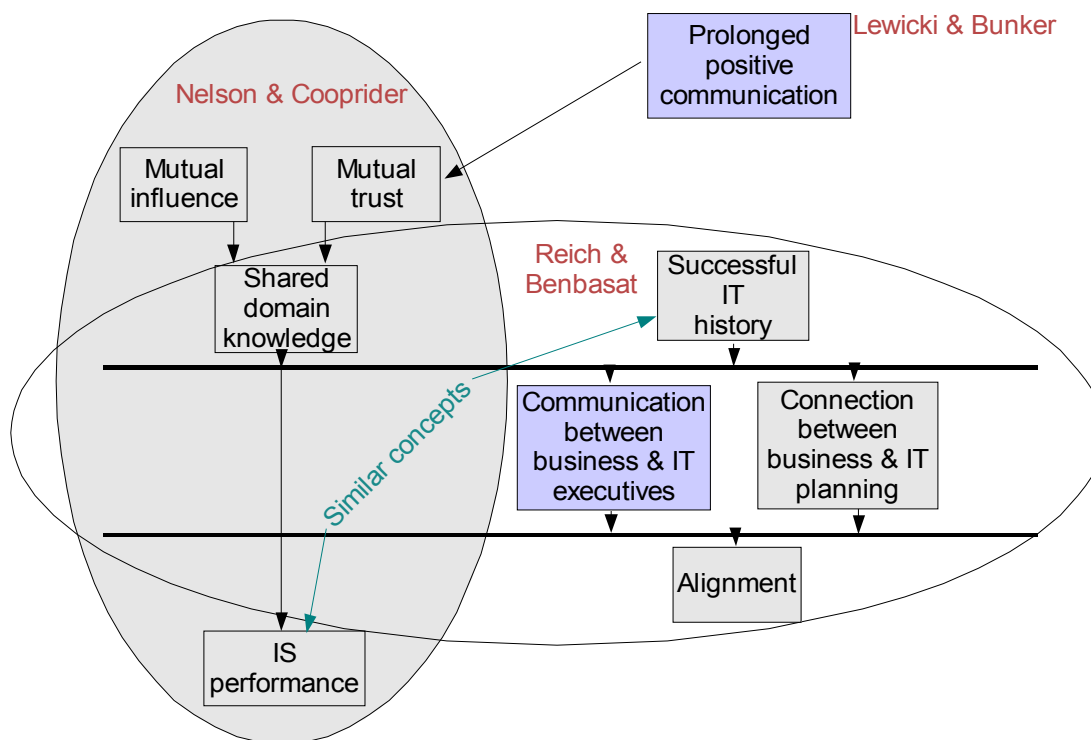 Prolonged
positive
communication
Lewicki & Bunker
Nelson & Cooprider
Mutual
influence
Mutual
trust
Reich &
Benbasat
Successful
IT
history
Shared
domain
knowledge
Similar concepts
Communication
between
business & IT
executives
Connection
between
business & IT
planning
Alignment
IS
performance